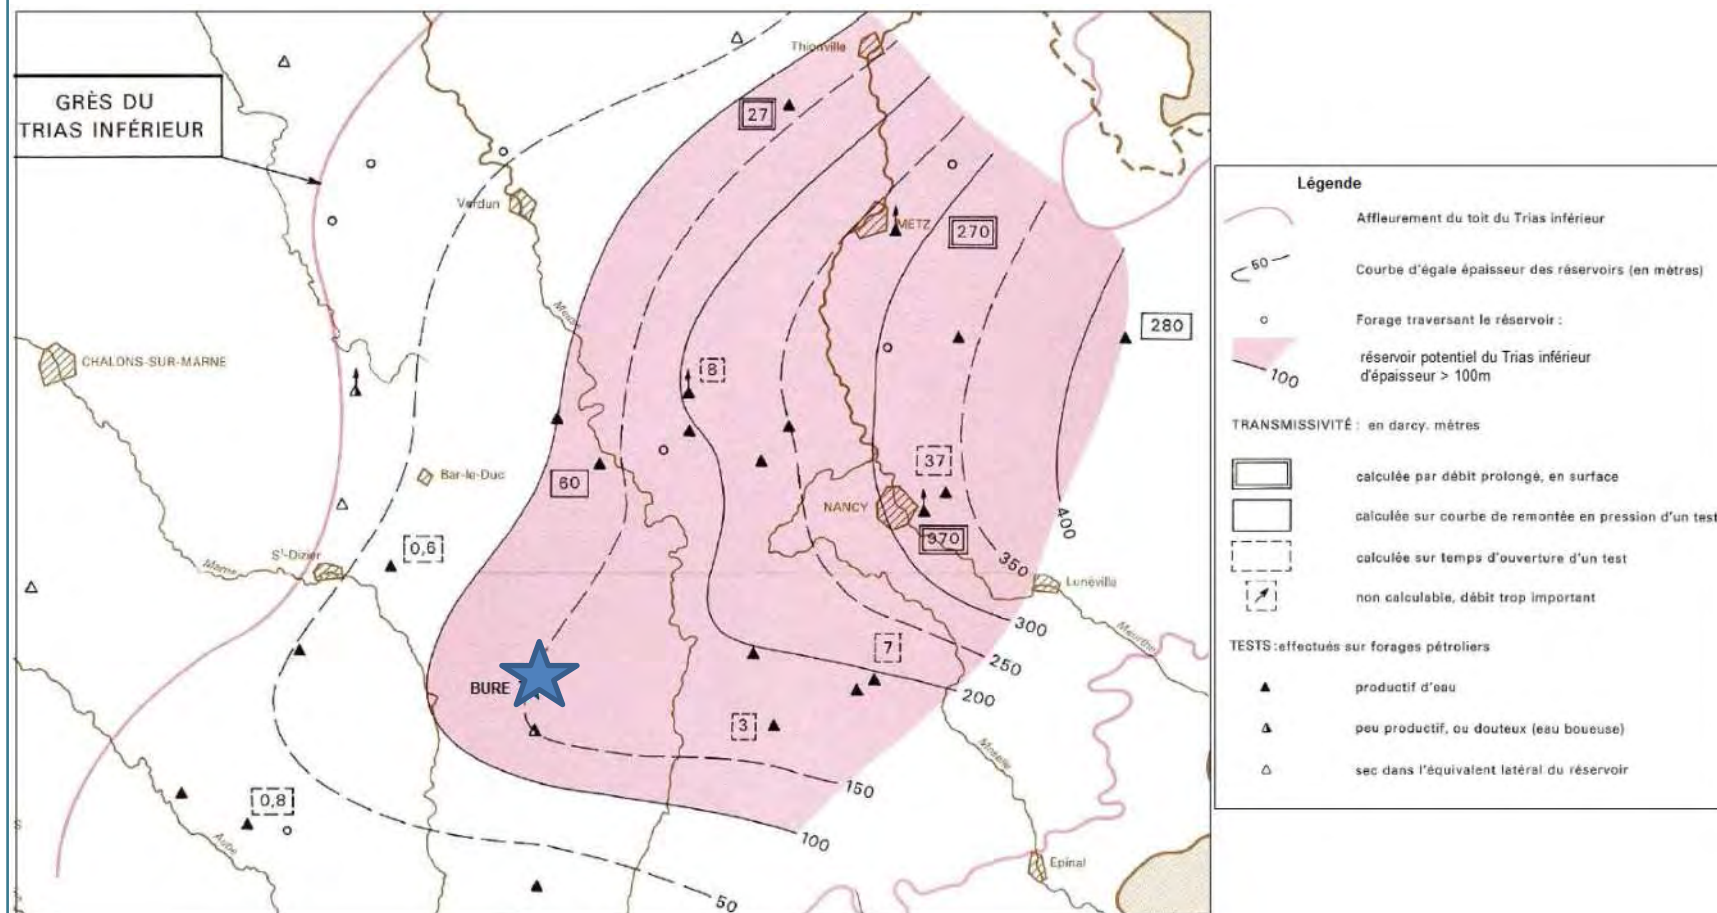 Thionville
GRÈS DU
TRIAS INFÉRIEUR
27
Verdun
METZ
270
Meuse
280
CHALONS-SUR-MARNE
8
Bar-le-Duc
60
37
NANCY
970
400
350
0,6
St-Dizier
Marne
Lunéville
300
Meurthe
7
250
200
BURE
3
Moselle
150
0,8
100
Aube
Epinal
50
S
Légende
Affleurement du toit du Trias inférieur
50
Courbe d'égale épaisseur des réservoirs (en mètres)
Forage traversant le réservoir :
100
réservoir potentiel du Trias inférieur
d'épaisseur > 100m
TRANSMISSIVITÉ : en darcy. mètres
calculée par débit prolongé, en surface
calculée sur courbe de remontée en pression d'un test
calculée sur temps d'ouverture d'un test
non calculable, débit trop important
TESTS : effectués sur forages pétroliers
productif d'eau
peu productif, ou douteux (eau boueuse)
sec dans l'équivalent latéral du réservoir